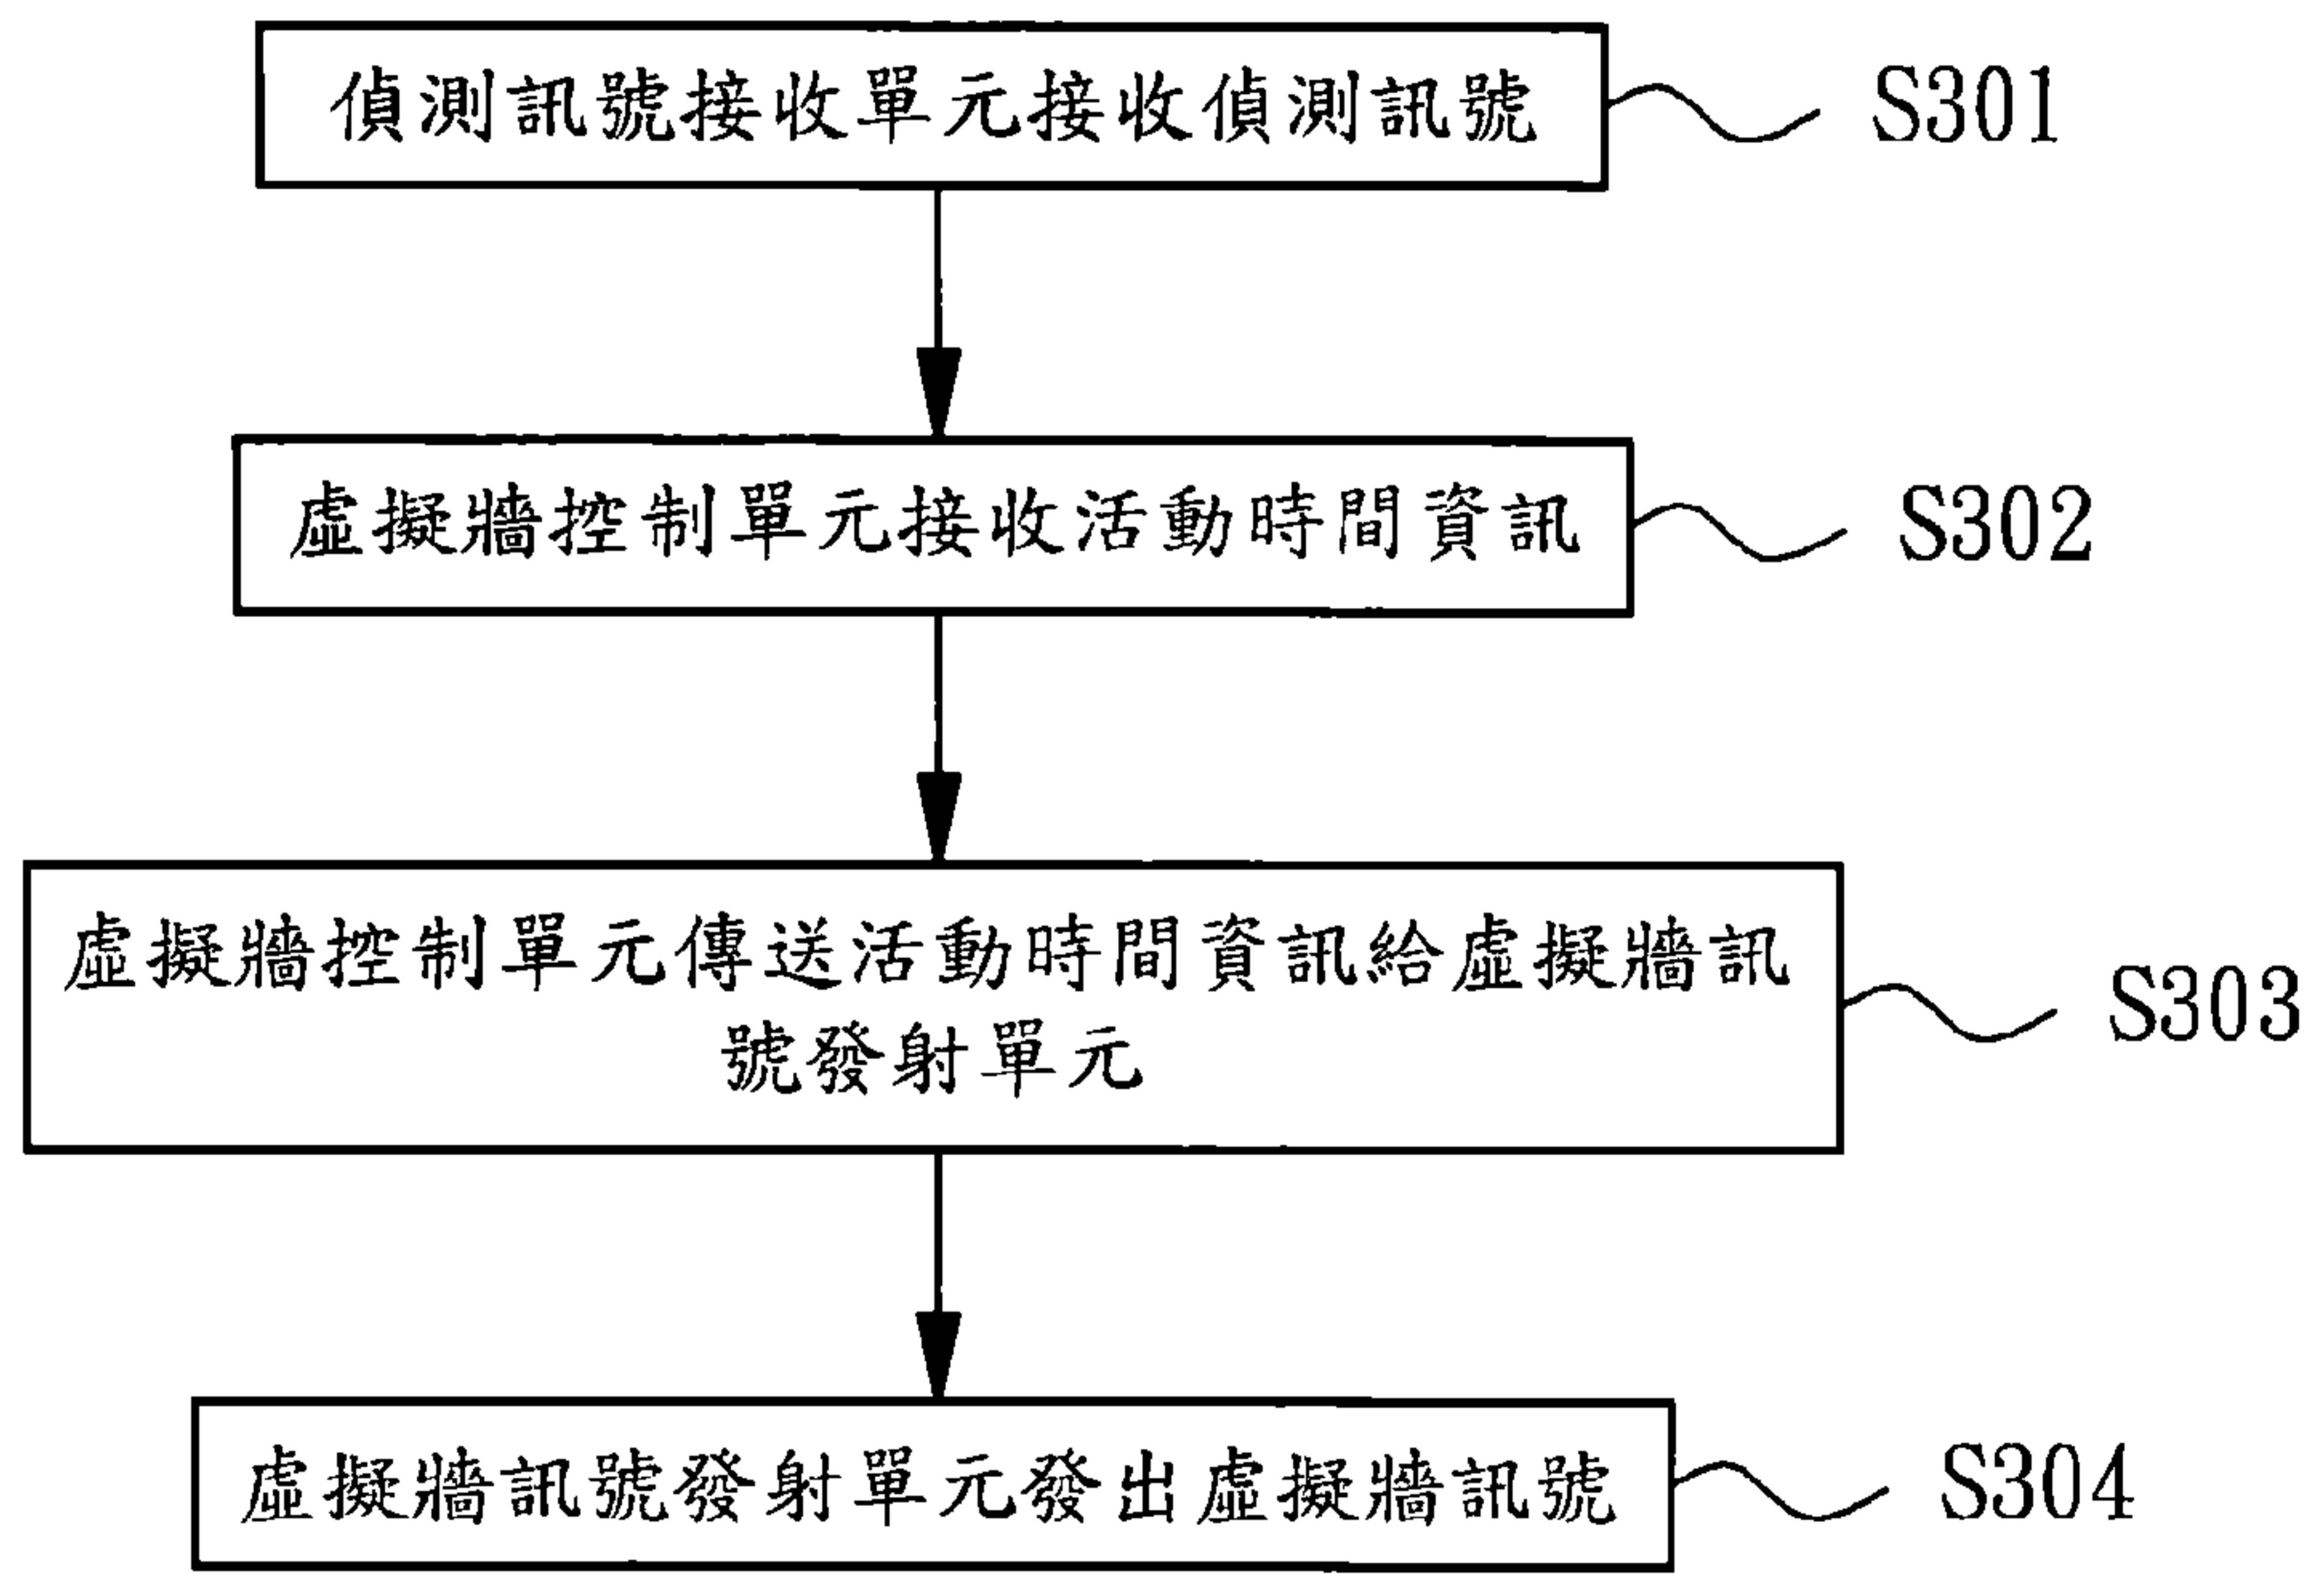 偵測訊號接收單元接收偵測訊號
S301
虛擬牆控制單元接收活動時間資訊
S302
虛擬牆控制單元傳送活動時間資訊給虛擬牆訊
號發射單元
S303
虛擬牆訊號發射單元發出虛擬牆訊號
S304